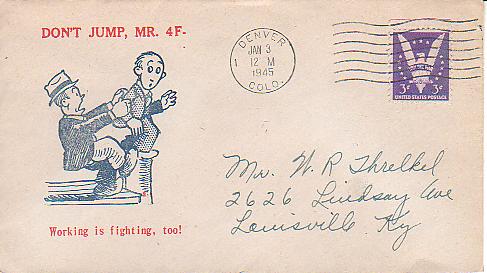 DON'T JUMP, MR. 4F-
DENVER
JAN 3
1 12 M
1945
COLO.
3¢ 3¢
UNITED STATES POSTAGE
Mr. W. R Threlkel
2626 Lindsay Ave
Louisville Ky
Working is fighting, too!